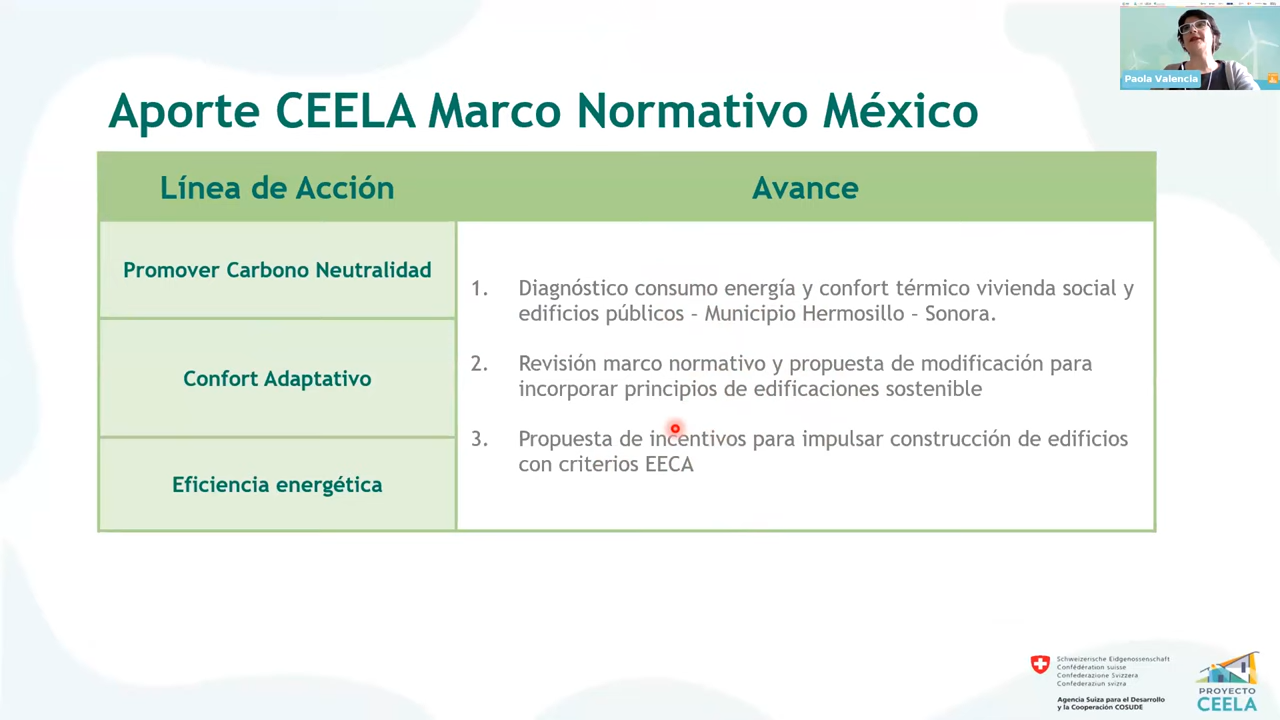 Paola Valencia
Aporte CEELA Marco Normativo México
Línea de Acción
Avance
Promover Carbono Neutralidad
Confort Adaptativo
Eficiencia energética
1. Diagnóstico consumo energía y confort térmico vivienda social y
edificios públicos – Municipio Hermosillo – Sonora.
2. Revisión marco normativo y propuesta de modificación para
incorporar principios de edificaciones sostenible
3. Propuesta de incentivos para impulsar construcción de edificios
con criterios EECA
Schweizerische Eidgenossenschaft
Confédération suisse
Confederazione Svizzera
Confederaziun svizra
Agencia Suiza para el Desarrollo
y la Cooperación COSUDE
PROYECTO
CEELA